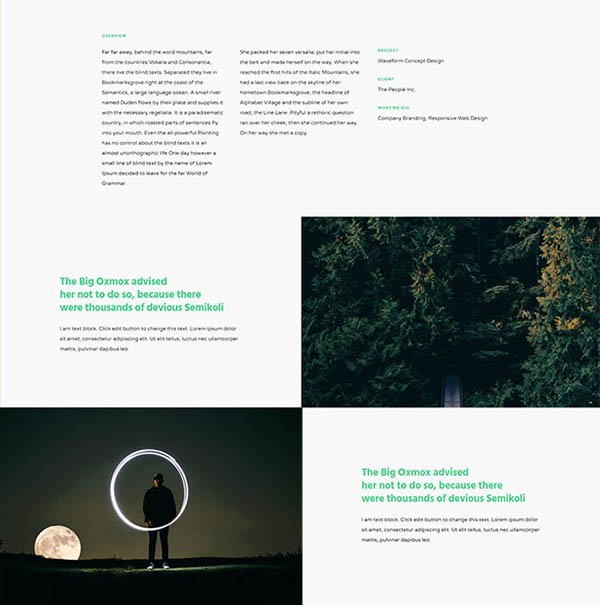 OVERVIEW
Far far away, behind the word mountains, far
from the countries Vokalia and Consonantia,
there live the blind texts. Separated they live in
Bookmarksgrove right at the coast of the
Semantics, a large language ocean. A small river
named Duden flows by their place and supplies it
with the necessary regelialia. It is a paradisematic
country, in which roasted parts of sentences fly
into your mouth. Even the all-powerful Pointing
has no control about the blind texts it is an
almost unorthographic life One day however a
small line of blind text by the name of Lorem
Ipsum decided to leave for the far World of
Grammar.
She packed her seven versalia, put her initial into
the belt and made herself on the way. When she
reached the first hills of the Italic Mountains, she
had a last view back on the skyline of her
hometown Bookmarksgrove, the headline of
Alphabet Village and the subline of her own
road, the Line Lane. Pityful a rethoric question
ran over her cheek, then she continued her way.
On her way she met a copy
PROJECT
Waveform Concept Design
CLIENT
The People Inc.
WHAT WE DID
Company Branding, Responsive Web Design
The Big Oxmox advised
her not to do so, because there
were thousands of devious Semikoli
I am text block. Click edit button to change this text. Lorem ipsum dolor
sit amet, consectetur adipiscing elit. Ut elit tellus, luctus nec ullamcorper
mattis, pulvinar dapibus leo.
The Big Oxmox advised
her not to do so, because there
were thousands of devious Semikoli
I am text block. Click edit button to change this text. Lorem ipsum dolor
sit amet, consectetur adipiscing elit. Ut elit tellus, luctus nec ullamcorper
mattis, pulvinar dapibus leo.